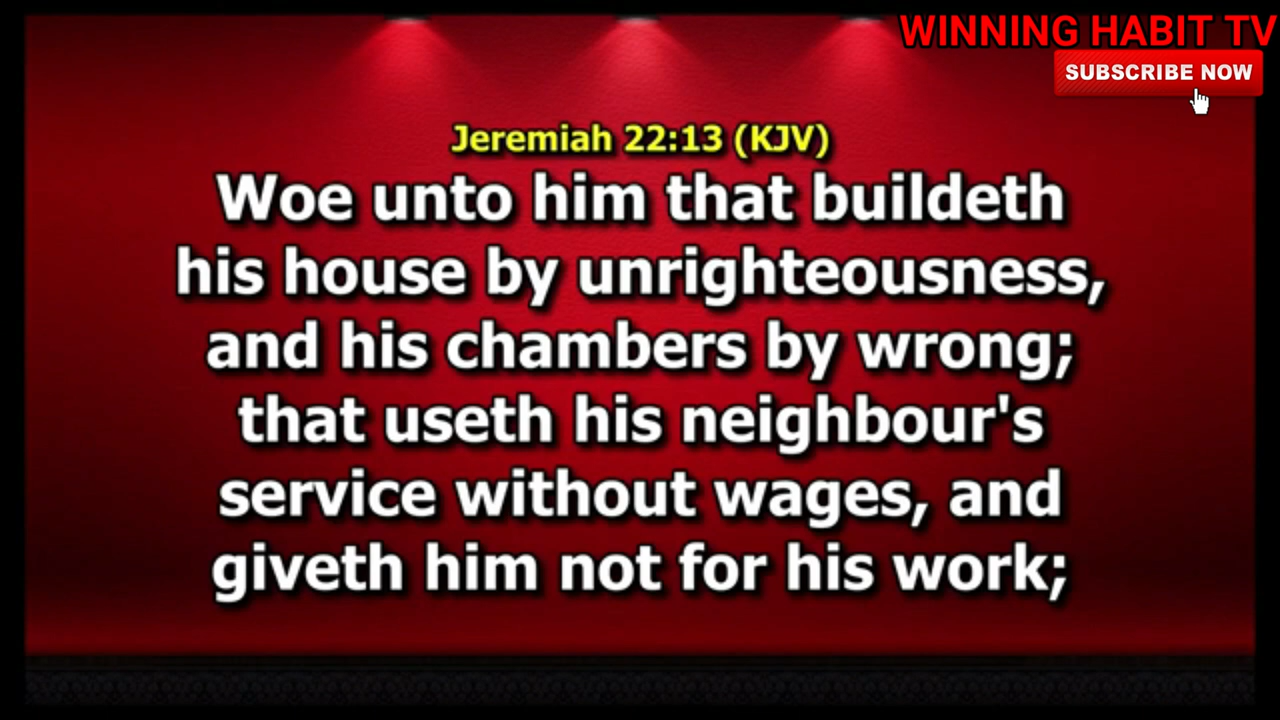 WINNING HABIT TV
SUBSCRIBE NOW
Jeremiah 22:13 (KJV)
Woe unto him that buildeth
his house by unrighteousness,
and his chambers by wrong;
that useth his neighbour's
service without wages, and
giveth him not for his work;